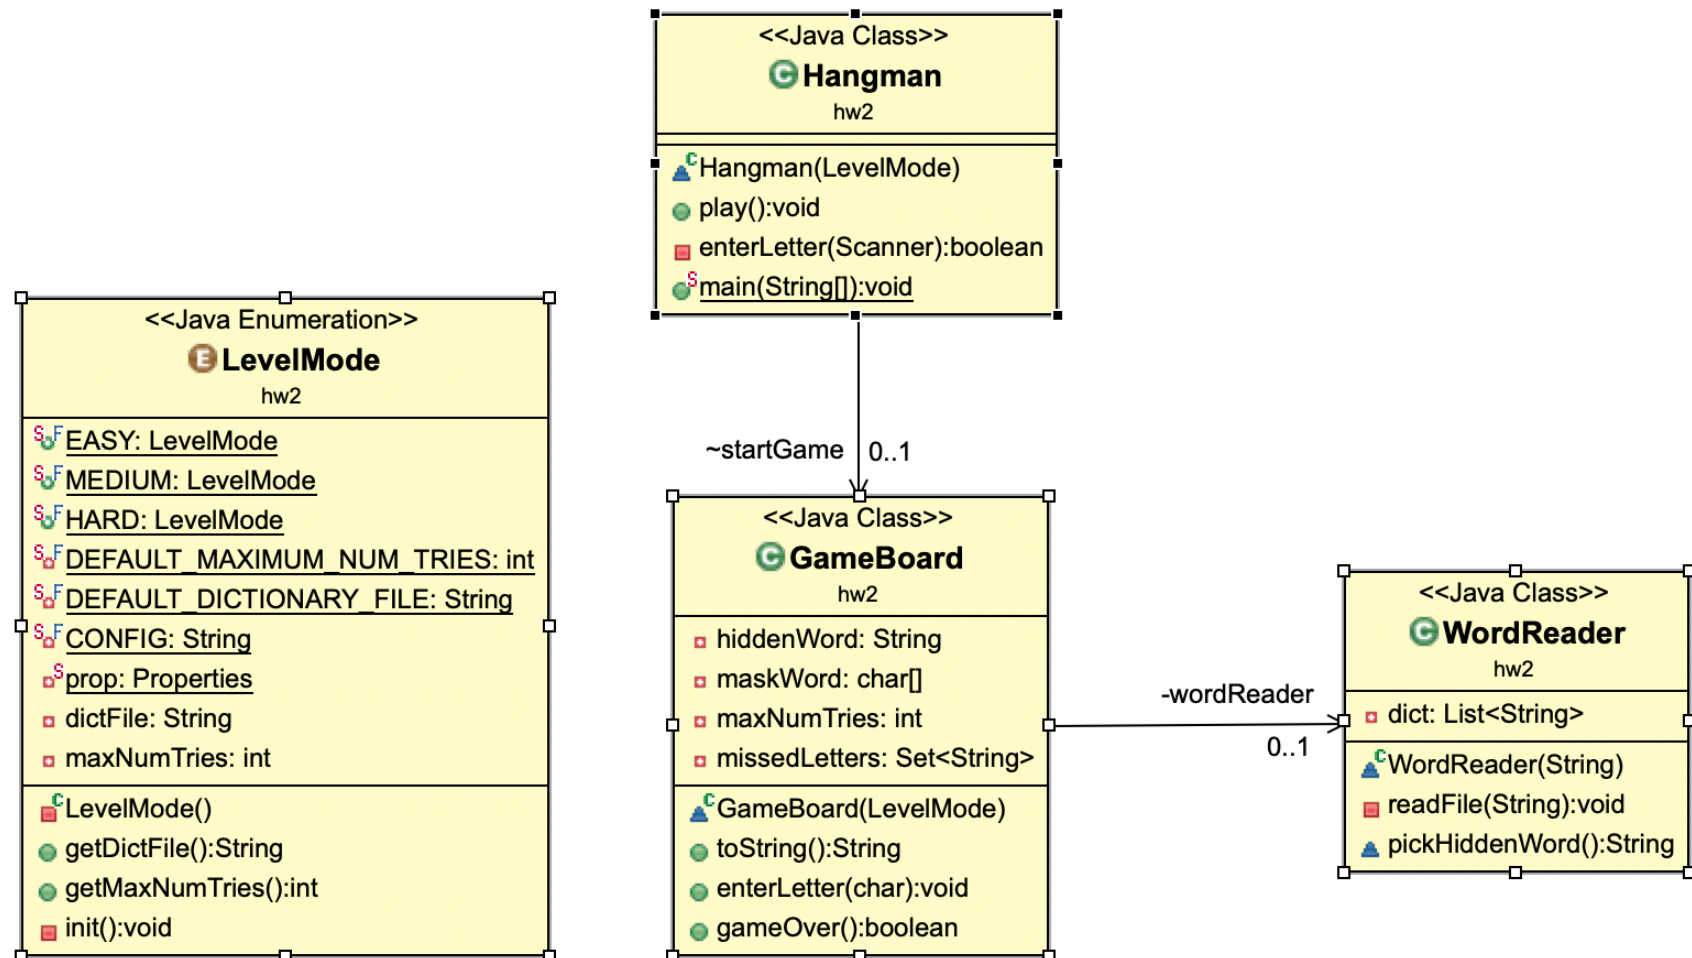 <<Java Class>>
C Hangman
hw2
C Hangman(LevelMode)
play():void
enterLetter(Scanner):boolean
S main(String[]):void
<<Java Enumeration>>
E LevelMode
hw2
S F EASY: LevelMode
S F MEDIUM: LevelMode
S F HARD: LevelMode
S F DEFAULT_MAXIMUM_NUM_TRIES: int
S F DEFAULT_DICTIONARY_FILE: String
S F CONFIG: String
S prop: Properties
dictFile: String
maxNumTries: int
C LevelMode()
getDictFile():String
getMaxNumTries():int
init():void
~startGame 0..1
<<Java Class>>
C GameBoard
hw2
hiddenWord: String
maskWord: char[]
maxNumTries: int
missedLetters: Set<String>
C GameBoard(LevelMode)
toString():String
enterLetter(char):void
gameOver():boolean
-wordReader
0..1
<<Java Class>>
C WordReader
hw2
dict: List<String>
C WordReader(String)
readFile(String):void
pickHiddenWord():String